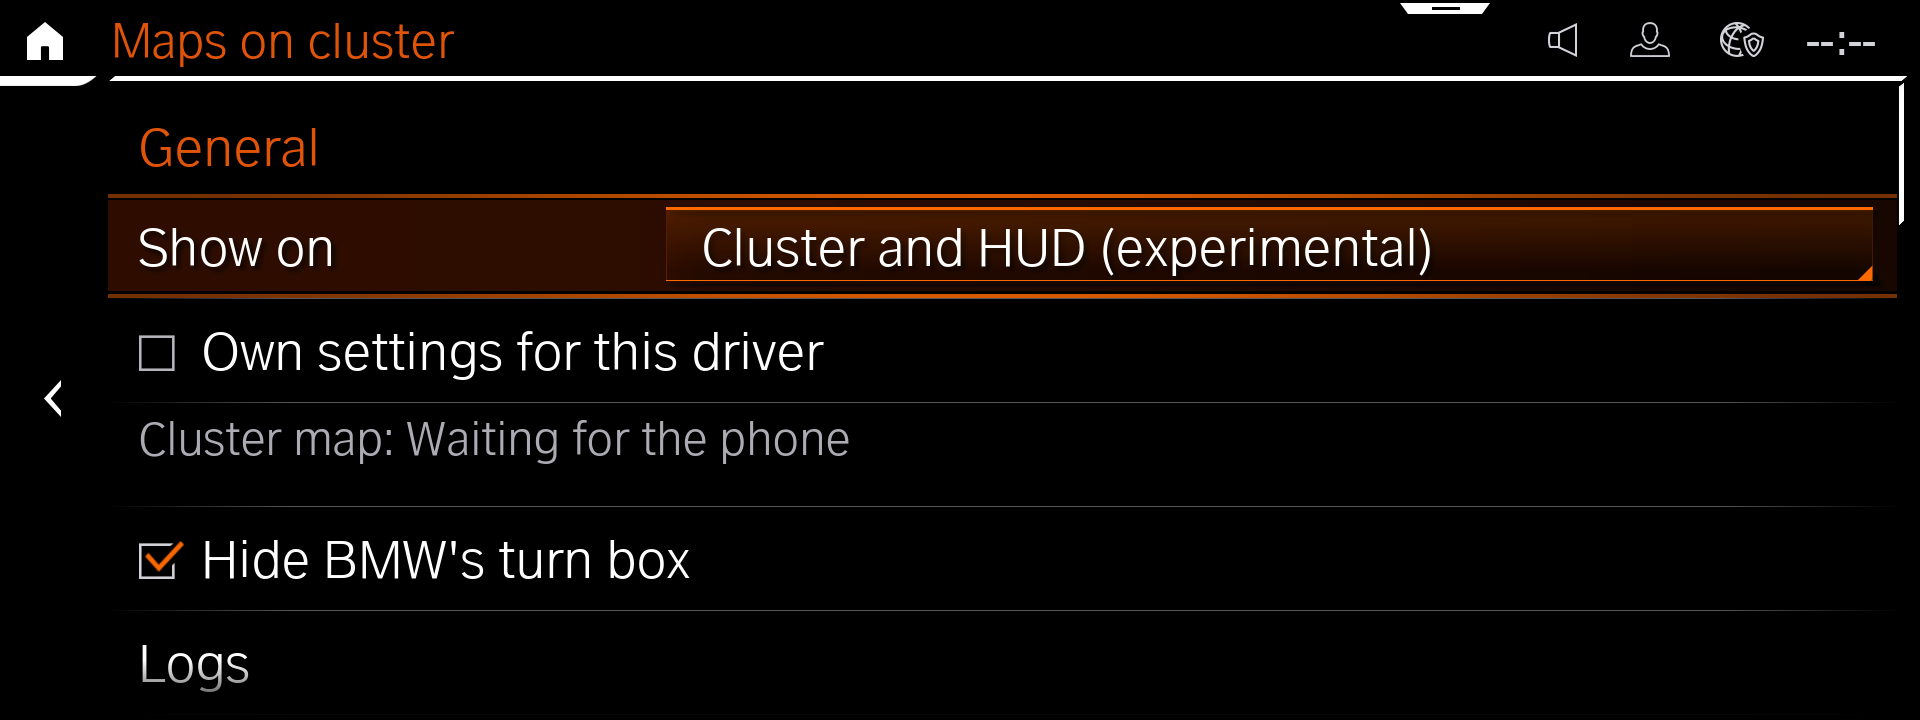 Maps on cluster
--:--
General
Show on
Cluster and HUD (experimental)
Own settings for this driver
Cluster map: Waiting for the phone
Hide BMW's turn box
Logs